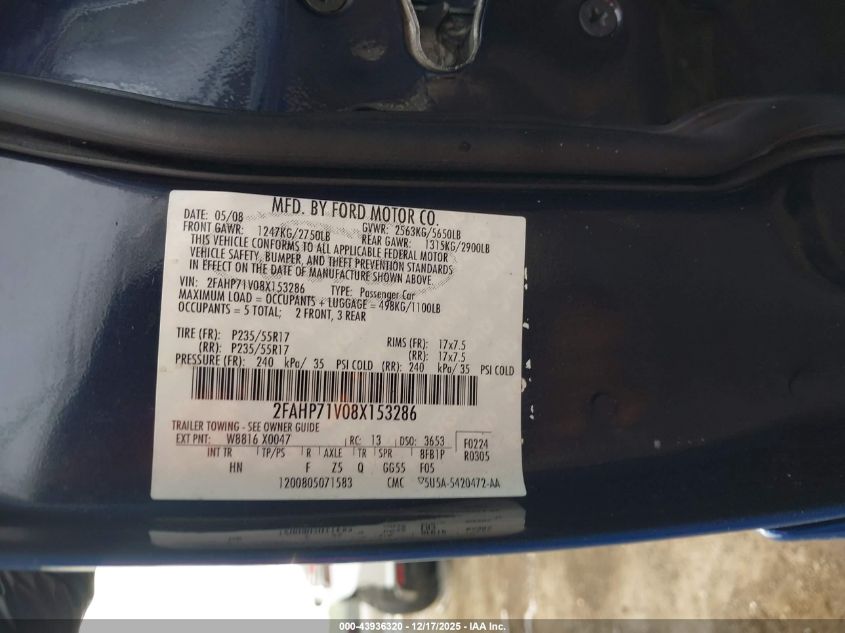 MFD. BY FORD MOTOR CO.
DATE: 05/08 GVWR: 2563KG/5650LB
FRONT GAWR: 1247KG/2750LB REAR GAWR: 1315KG/2900LB
THIS VEHICLE CONFORMS TO ALL APPLICABLE FEDERAL MOTOR
VEHICLE SAFETY, BUMPER, AND THEFT PREVENTION STANDARDS
IN EFFECT ON THE DATE OF MANUFACTURE SHOWN ABOVE.
VIN: 2FAHP71V08X153286 TYPE: Passenger Car
MAXIMUM LOAD = OCCUPANTS + LUGGAGE = 498KG/1100LB
OCCUPANTS = 5 TOTAL; 2 FRONT, 3 REAR
TIRE (FR): P235/55R17 RIMS (FR): 17x7.5
(RR): P235/55R17 (RR): 17x7.5
PRESSURE (FR): 240 kPa/ 35 PSI COLD (RR): 240 kPa/ 35 PSI COLD
2FAHP71V08X153286
TRAILER TOWING - SEE OWNER GUIDE
EXT PNT: WB816 X0047 RC: 13 DSO: 3653 F0224
INT TR TP/PS R AXLE TR SPR 8FB1P R0305
HN F Z5 Q GG55 F05
1200805071583 CMC ▽5U5A-5420472-AA
000-43936320 - 12/17/2025 - IAA Inc.